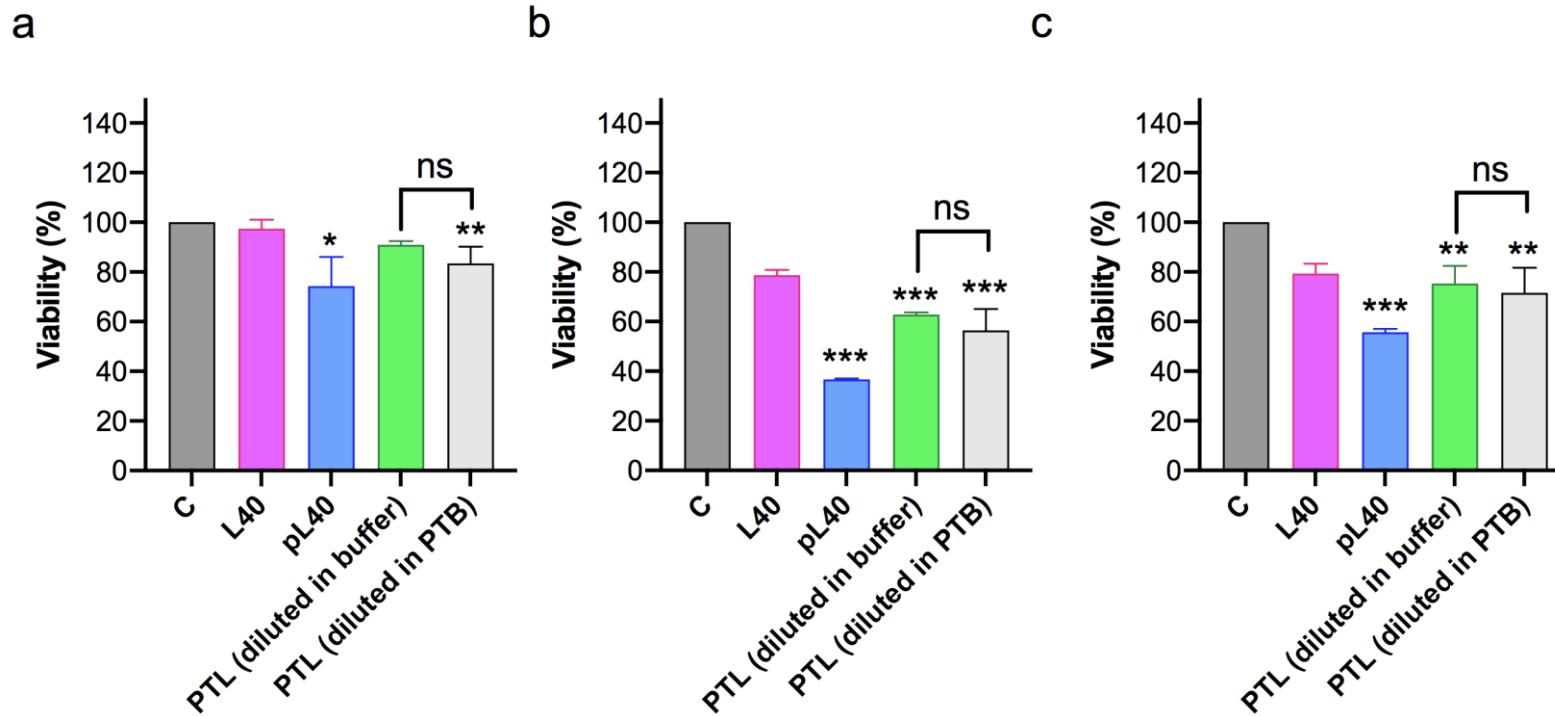 a
Viability (%)
140
120
100
80
60
40
20
0
*
ns
**
C
L40
pL40
PTL (diluted in buffer)
PTL (diluted in PTB)
b
Viability (%)
140
120
100
80
60
40
20
0
***
***
ns
***
C
L40
pL40
PTL (diluted in buffer)
PTL (diluted in PTB)
c
Viability (%)
140
120
100
80
60
40
20
0
***
**
ns
**
C
L40
pL40
PTL (diluted in buffer)
PTL (diluted in PTB)